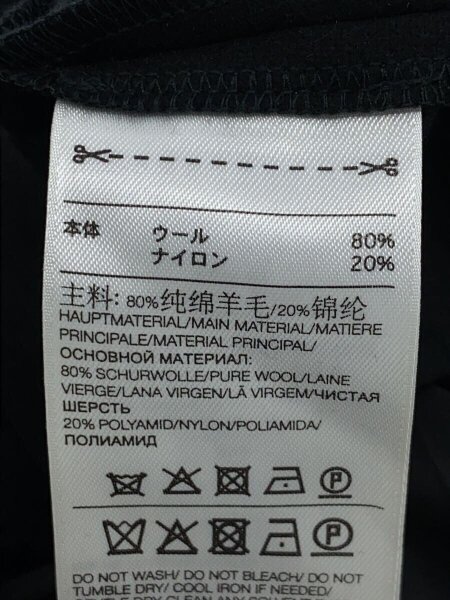 本体 ウール 80%
ナイロン 20%
主料: 80%纯绵羊毛/20%锦纶
HAUPTMATERIAL/MAIN MATERIAL/MATIERE
PRINCIPALE/MATERIAL PRINCIPAL/
ОСНОВНОЙ МАТЕРИАЛ:
80% SCHURWOLLE/PURE WOOL/LAINE
VIERGE/LANA VIRGEN/LÃ VIRGEM/ЧИСТАЯ
ШЕРСТЬ
20% POLYAMID/NYLON/POLIAMIDA/
ПОЛИАМИД
P
P
DO NOT WASH/ DO NOT BLEACH/ DO NOT
TUMBLE DRY/ COOL IRON IF NEEDED/